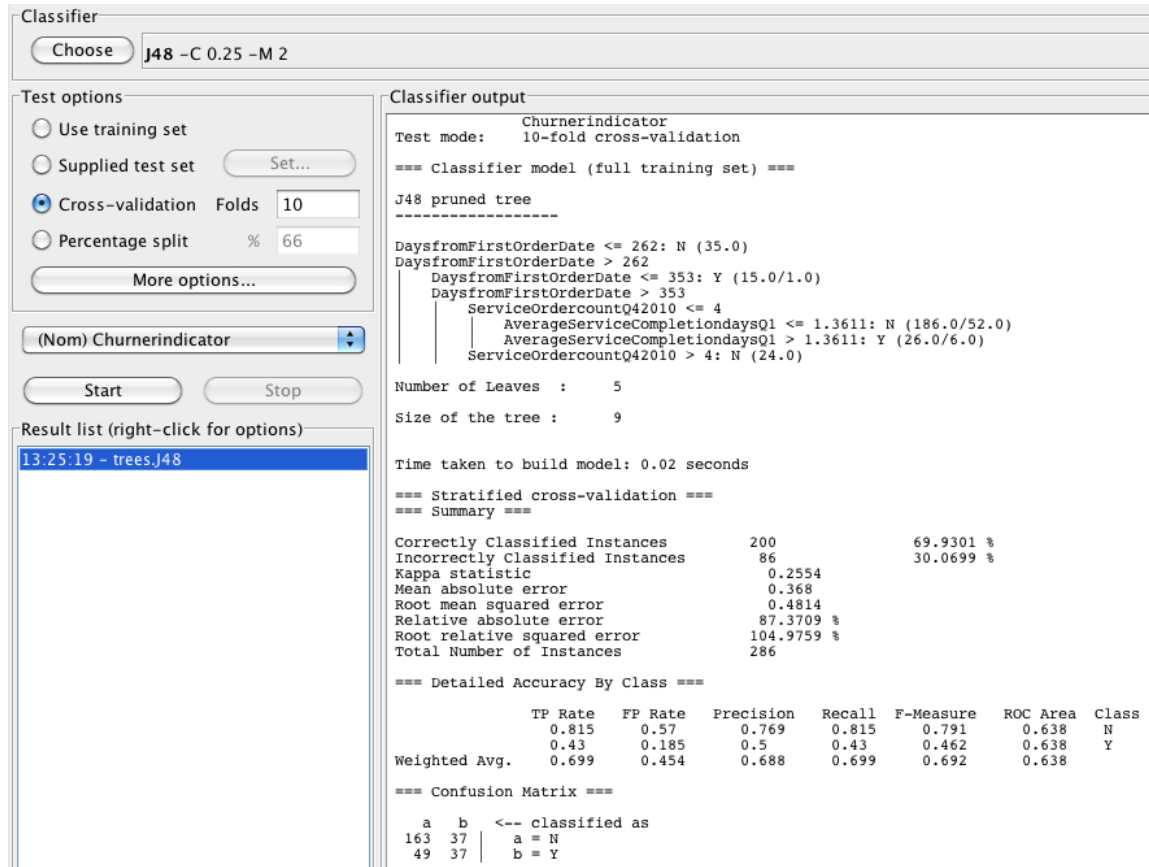 Classifier
Choose J48 -C 0.25 -M 2
Test options
Use training set
Supplied test set Set...
Cross-validation Folds 10
Percentage split % 66
More options...
(Nom) Churnerindicator
Start Stop
Result list (right-click for options)
13:25:19 - trees.J48
Classifier output
Churnerindicator
Test mode: 10-fold cross-validation
=== Classifier model (full training set) ===
J48 pruned tree
------------------
DaysfromFirstOrderDate <= 262: N (35.0)
DaysfromFirstOrderDate > 262
| DaysfromFirstOrderDate <= 353: Y (15.0/1.0)
| DaysfromFirstOrderDate > 353
| | ServiceOrdercountQ42010 <= 4
| | | AverageServiceCompletiondaysQ1 <= 1.3611: N (186.0/52.0)
| | | AverageServiceCompletiondaysQ1 > 1.3611: Y (26.0/6.0)
| | ServiceOrdercountQ42010 > 4: N (24.0)
Number of Leaves : 5
Size of the tree : 9
Time taken to build model: 0.02 seconds
=== Stratified cross-validation ===
=== Summary ===
Correctly Classified Instances 200 69.9301 %
Incorrectly Classified Instances 86 30.0699 %
Kappa statistic 0.2554
Mean absolute error 0.368
Root mean squared error 0.4814
Relative absolute error 87.3709 %
Root relative squared error 104.9759 %
Total Number of Instances 286
=== Detailed Accuracy By Class ===
TP Rate FP Rate Precision Recall F-Measure ROC Area Class
0.815 0.57 0.769 0.815 0.791 0.638 N
0.43 0.185 0.5 0.43 0.462 0.638 Y
Weighted Avg. 0.699 0.454 0.688 0.699 0.692 0.638
=== Confusion Matrix ===
a b <-- classified as
163 37 | a = N
49 37 | b = Y